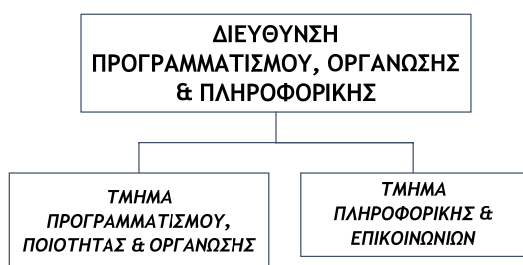 ΔΙΕΥΘΥΝΣΗ
ΠΡΟΓΡΑΜΜΑΤΙΣΜΟΥ, ΟΡΓΑΝΩΣΗΣ
& ΠΛΗΡΟΦΟΡΙΚΗΣ
ΤΜΗΜΑ
ΠΡΟΓΡΑΜΜΑΤΙΣΜΟΥ,
ΠΟΙΟΤΗΤΑΣ & ΟΡΓΑΝΩΣΗΣ
ΤΜΗΜΑ
ΠΛΗΡΟΦΟΡΙΚΗΣ &
ΕΠΙΚΟΙΝΩΝΙΩΝ